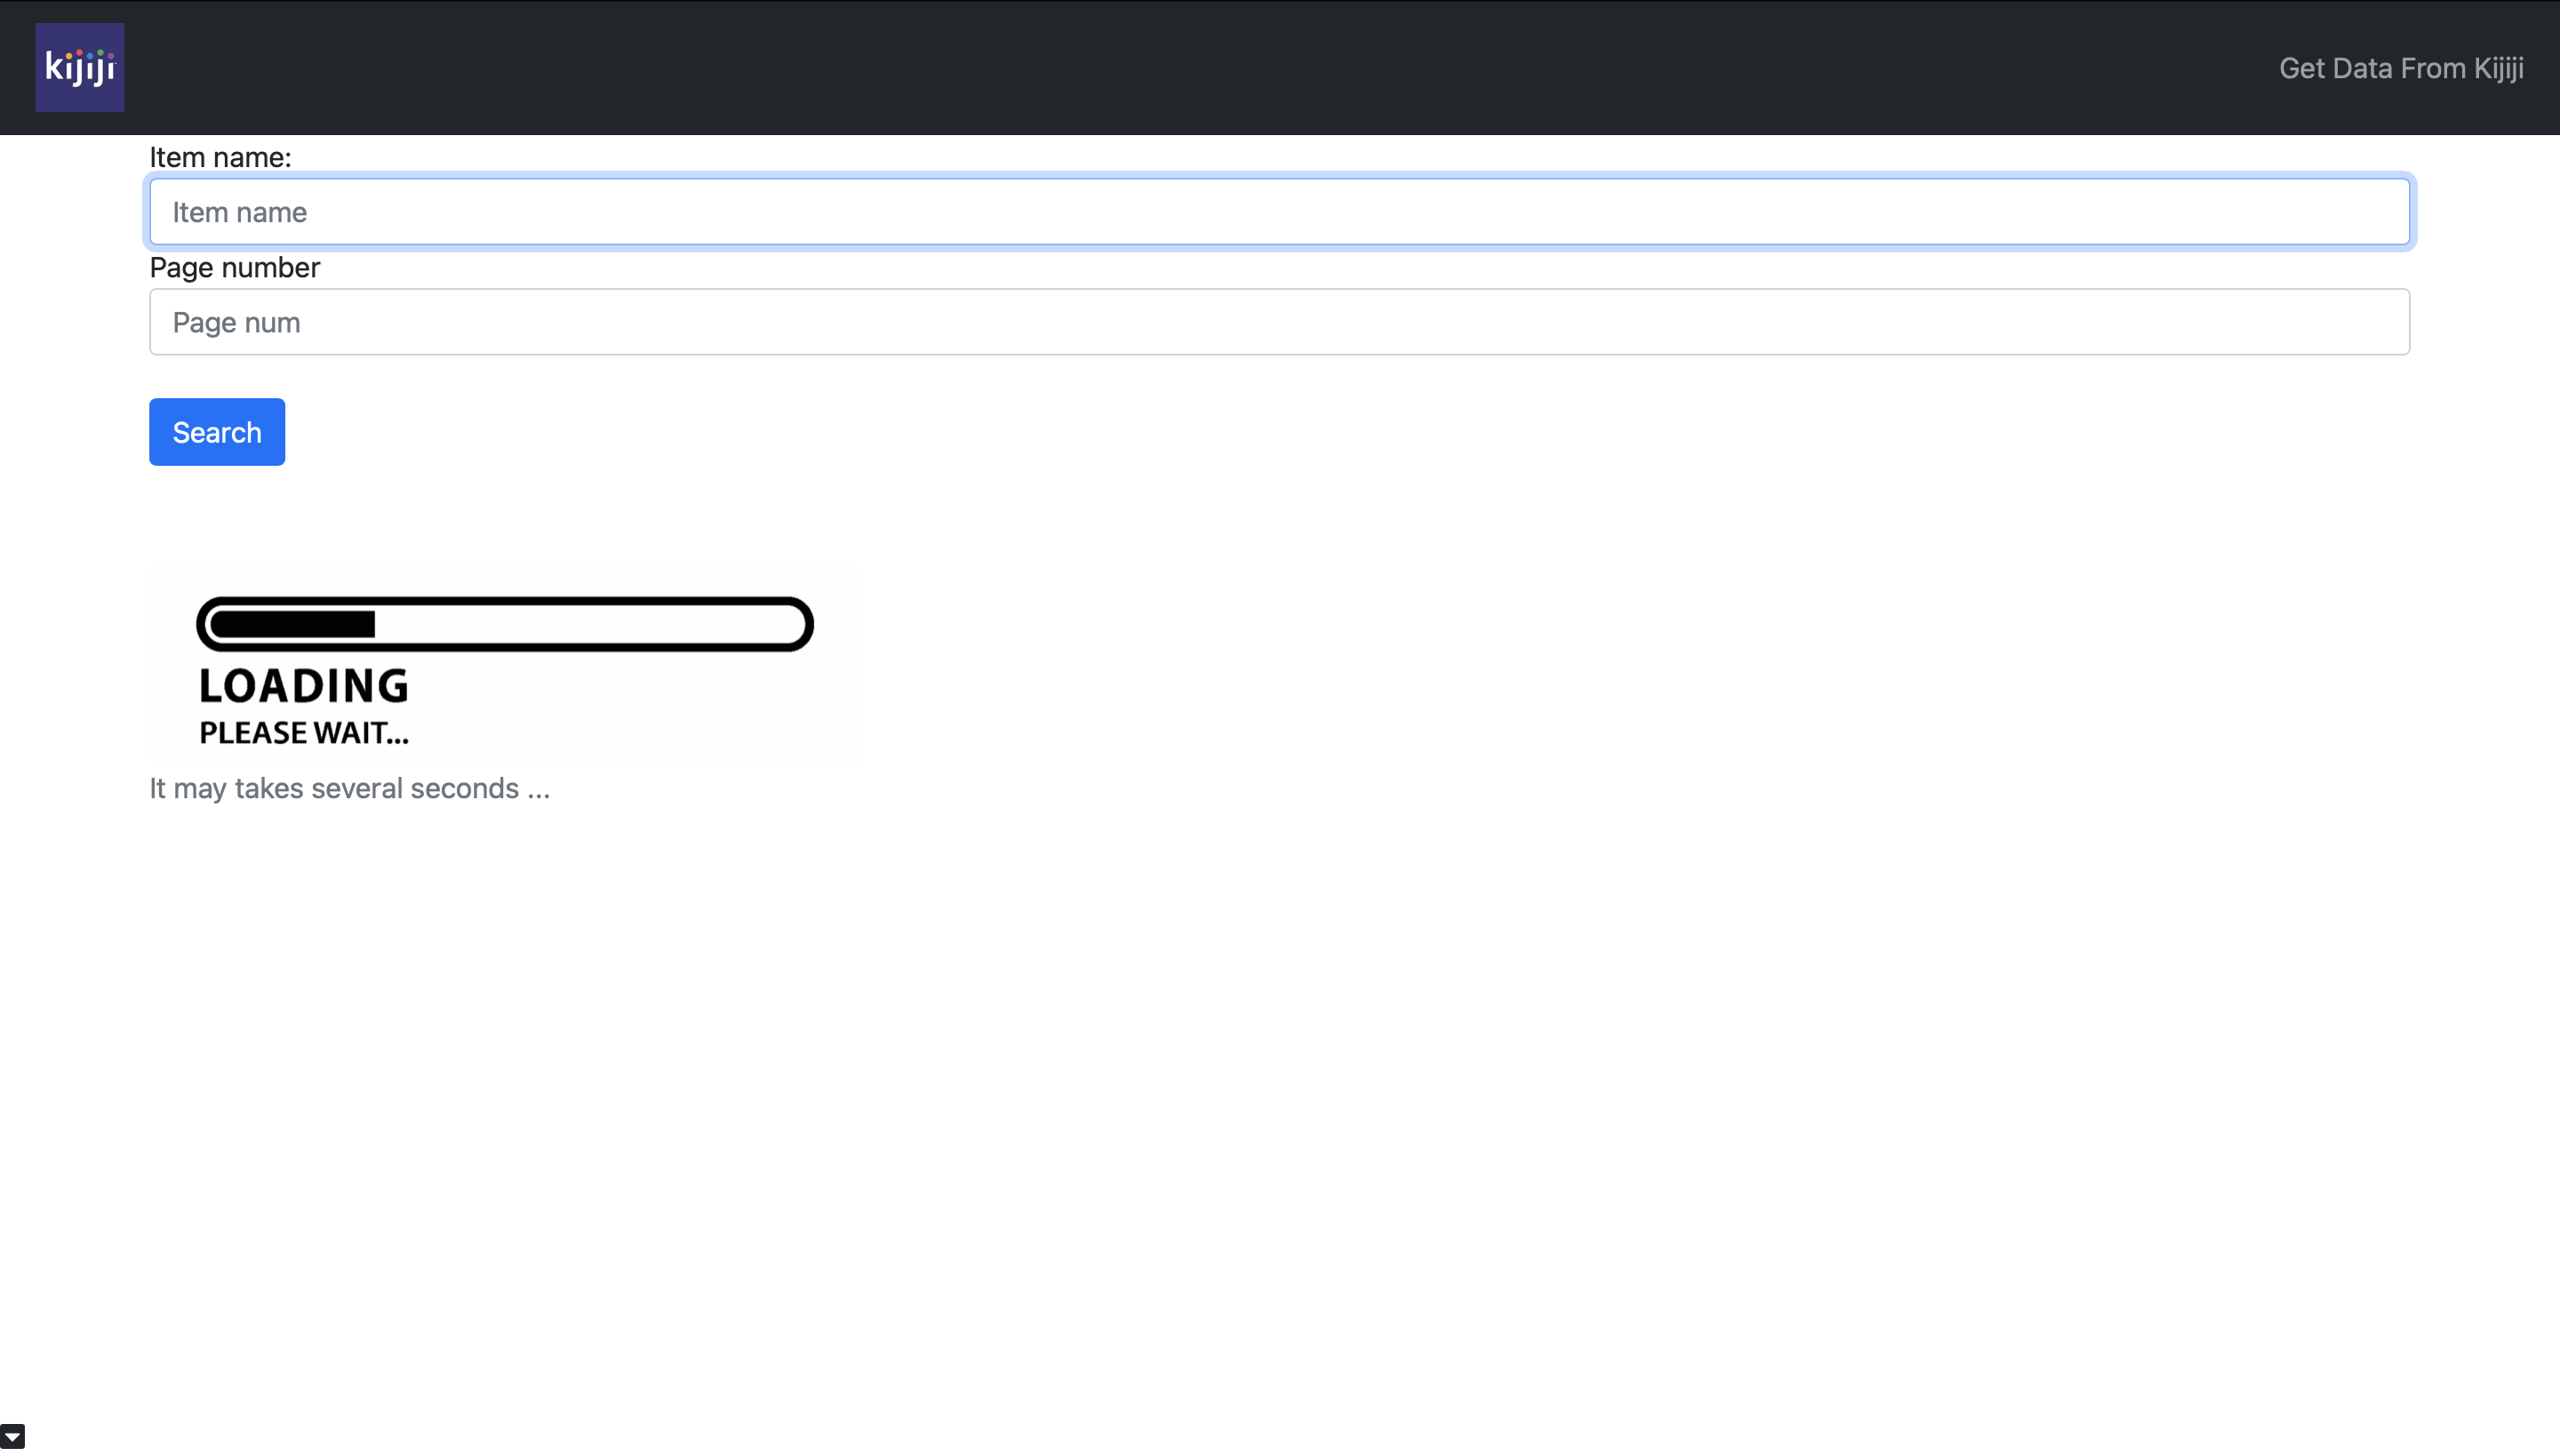 kijiji
Get Data From Kijiji
Item name:
Item name
Page number
Page num
Search
LOADING
PLEASE WAIT...
It may takes several seconds ...